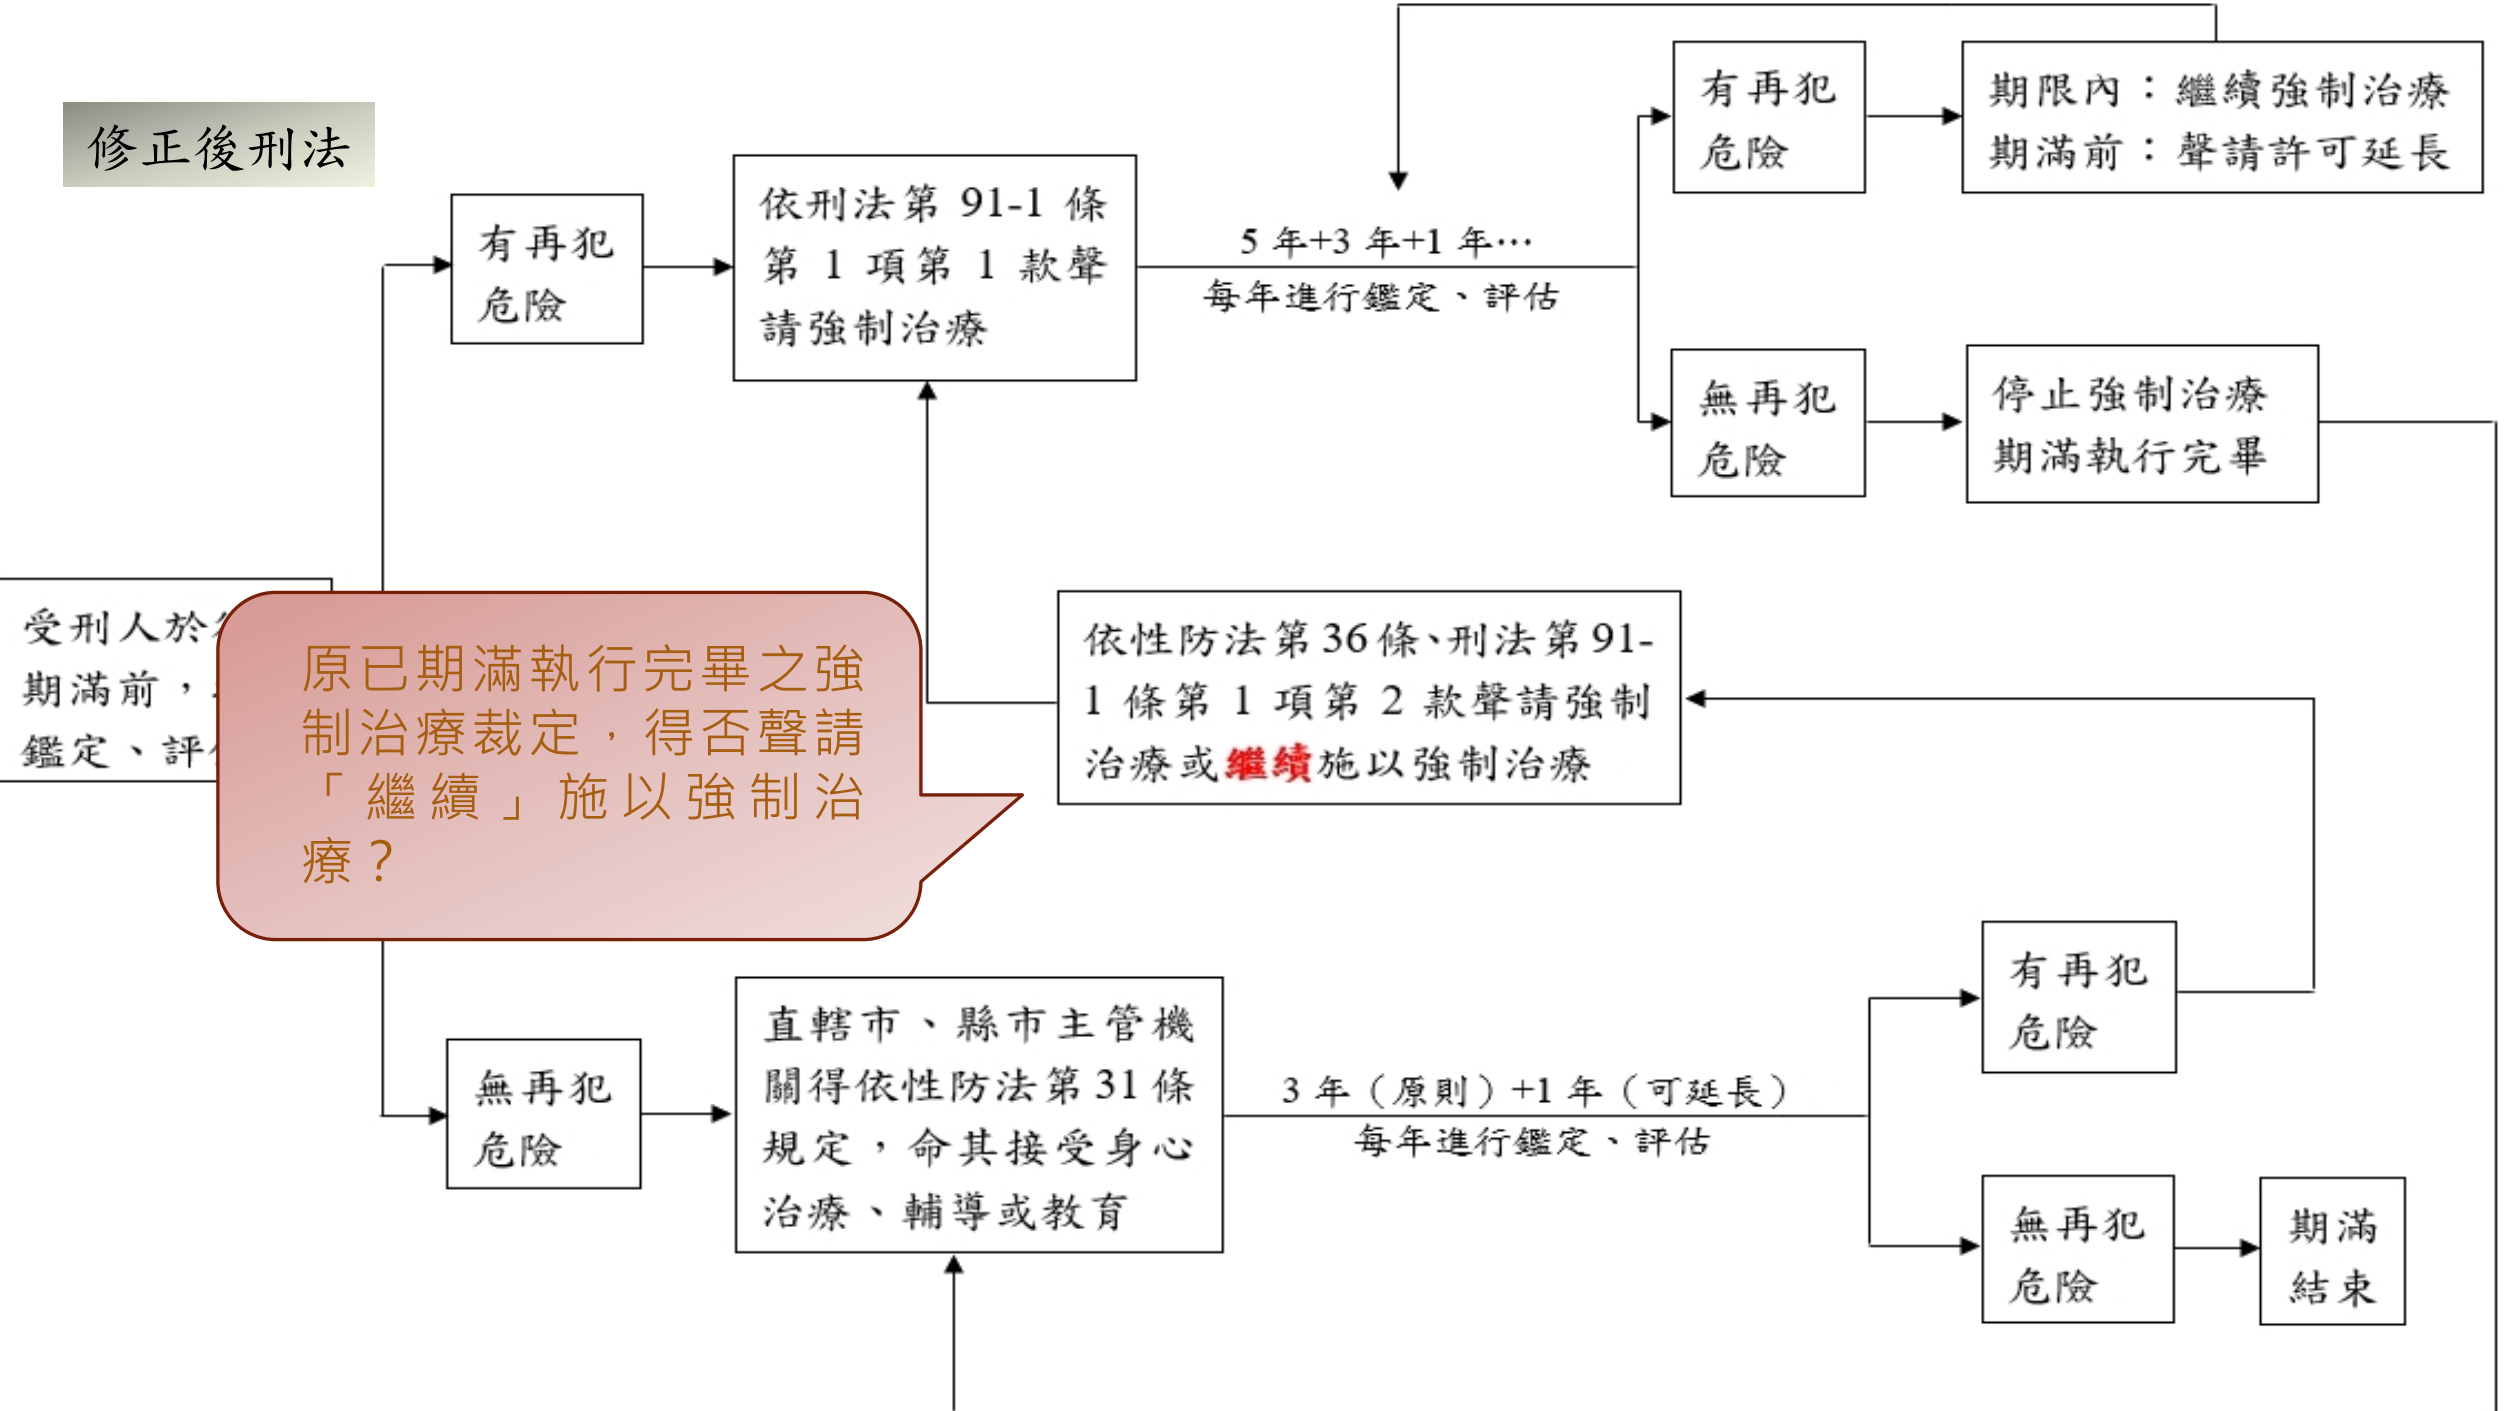 修正後刑法
有再犯
危險
依刑法第 91-1 條
第 1 項第 1 款聲
請強制治療
5 年+3 年+1 年…
每年進行鑑定、評估
有再犯
危險
期限內：繼續強制治療
期滿前：聲請許可延長
無再犯
危險
停止強制治療
期滿執行完畢
受刑人於
期滿前，
鑑定、評
原已期滿執行完畢之強
制治療裁定，得否聲請
「繼續」施以強制治
療？
依性防法第36條、刑法第91-
1 條第 1 項第 2 款聲請強制
治療或繼續施以強制治療
無再犯
危險
直轄市、縣市主管機
關得依性防法第31條
規定，命其接受身心
治療、輔導或教育
3 年（原則）+1 年（可延長）
每年進行鑑定、評估
有再犯
危險
無再犯
危險
期滿
結束